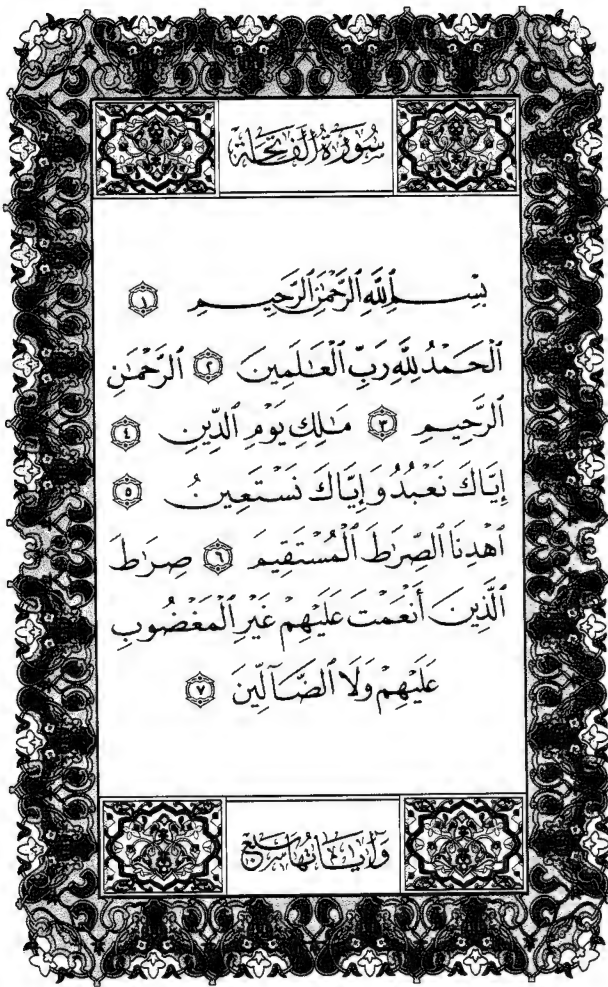 سُورَةُ الْفَاتِحَةِ
بِسْمِ ٱللَّهِ ٱلرَّحْمَٰنِ ٱلرَّحِيمِ ١
ٱلْحَمْدُ لِلَّهِ رَبِّ ٱلْعَٰلَمِينَ ٢ ٱلرَّحْمَٰنِ
ٱلرَّحِيمِ ٣ مَٰلِكِ يَوْمِ ٱلدِّينِ ٤
إِيَّاكَ نَعْبُدُ وَإِيَّاكَ نَسْتَعِينُ ٥
ٱهْدِنَا ٱلصِّرَٰطَ ٱلْمُسْتَقِيمَ ٦ صِرَٰطَ
ٱلَّذِينَ أَنْعَمْتَ عَلَيْهِمْ غَيْرِ ٱلْمَغْضُوبِ
عَلَيْهِمْ وَلَا ٱلضَّآلِّينَ ٧
وَآيَاتُهَا سَبْعٌ